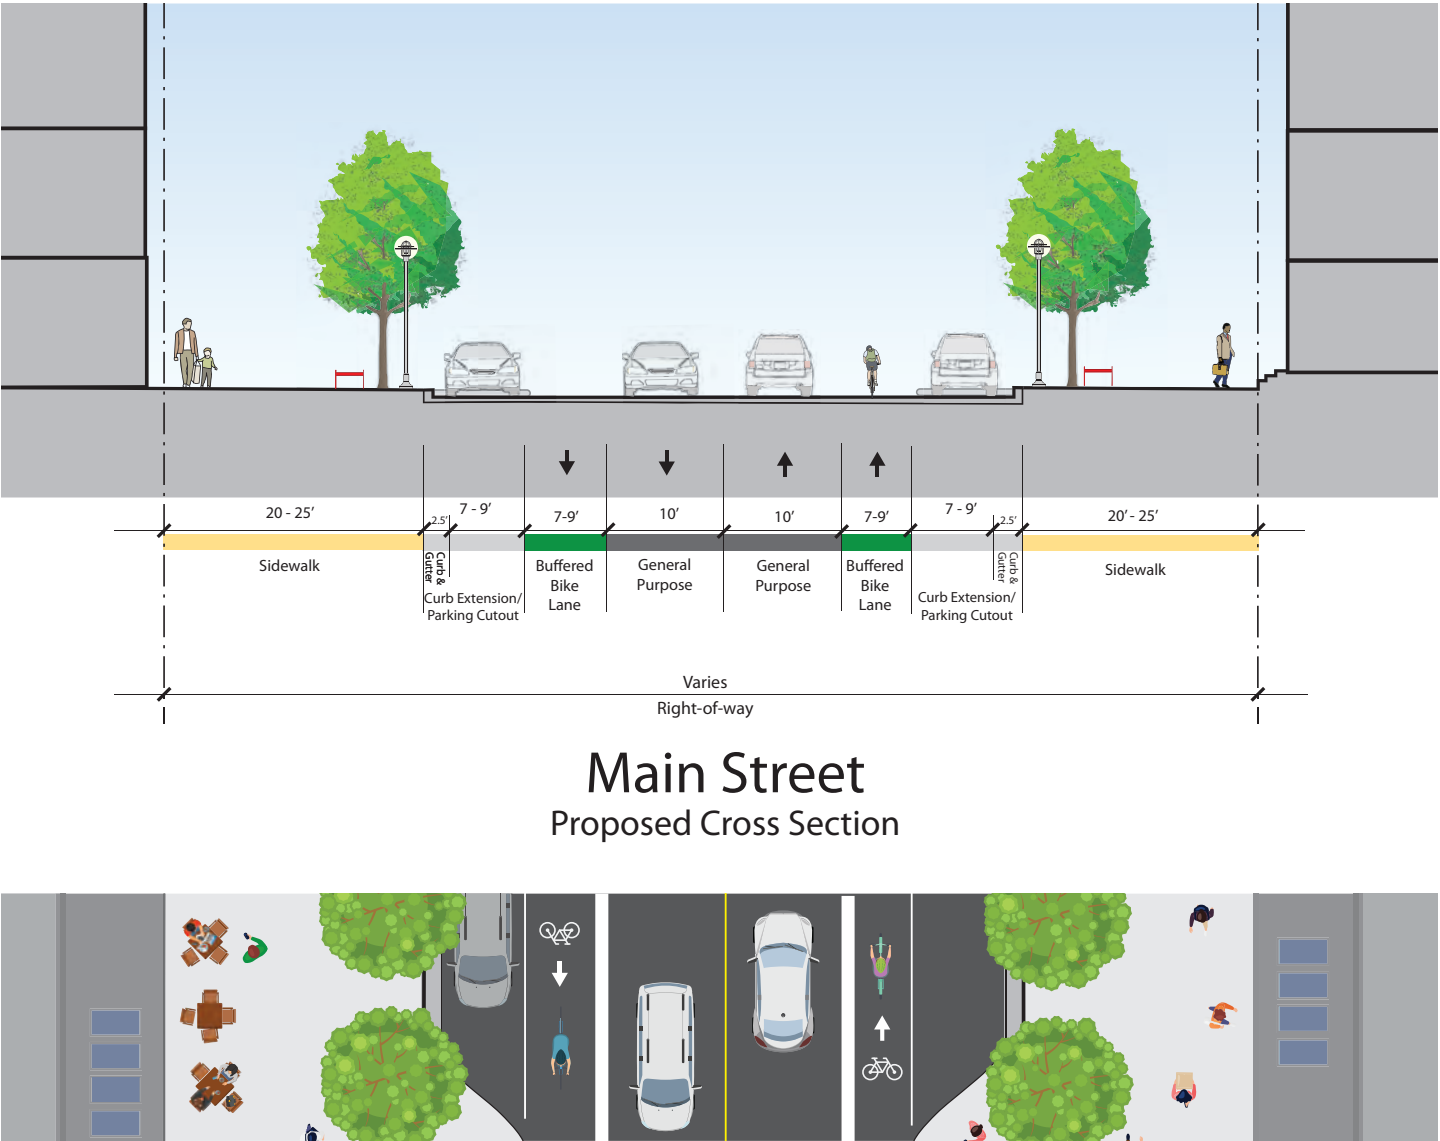 20 - 25’
2.5’
7 - 9’
7-9’
10’
10’
7-9’
7 - 9’
2.5’
20’ - 25’
Sidewalk
Curb &
Gutter
Curb Extension/
Parking Cutout
Buffered
Bike
Lane
General
Purpose
General
Purpose
Buffered
Bike
Lane
Curb &
Gutter
Curb Extension/
Parking Cutout
Sidewalk
Varies
Right-of-way
Main Street
Proposed Cross Section